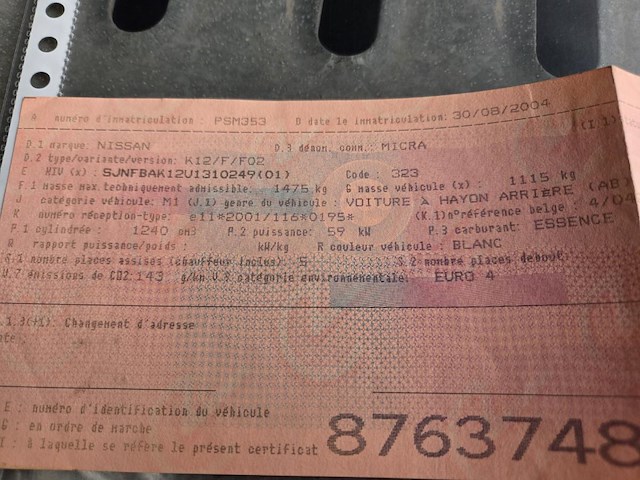 A numéro d'immatriculation : PSM353 D date 1e immatriculation: 30/08/2004
(I.1)
D.1 marque. NISSAN D.3 dénom. comm.: MICRA
D.2 type/variante/version: K12/F/F02
E NIV (x) : SJNFBAK12U1310249(01) Code : 323
F.1 masse max techniquement admissible. 1475 kg G masse véhicule (x) : 1115 kg
J catégorie véhicule: M1 (J.1) genre du véhicule : VOITURE À HAYON ARRIÈRE (AB)
K numéro réception-type: e11*2001/116*0195* (K.1)n°référence belge : 4/04
P.1 cylindrée : 1240 cm3 P.2 puissance: 59 kW P.3 carburant: ESSENCE
Q rapport puissance/poids : kW/kg R couleur véhicule : BLANC
S.1 nombre places assises (chauffeur inclus) 5 S.2 nombre places debout:
V.7 émissions de CO2 143 g/km V.9 catégorie environnementale: EURO 4
.1.3(+1): Changement d'adresse
ate :
E : numéro d'identification du véhicule
G : en ordre de marche
I : à laquelle se réfère le présent certificat
8763748